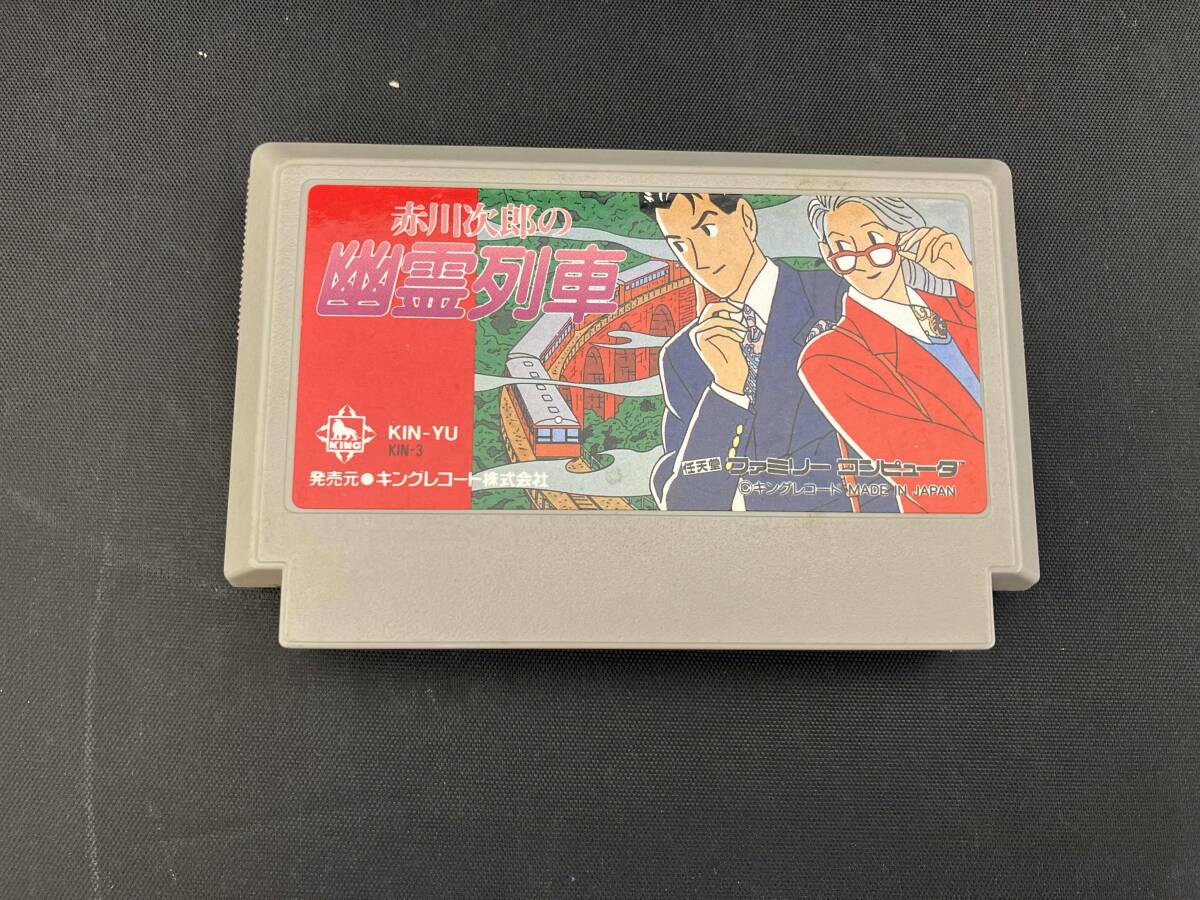 赤川次郎の
幽霊列車
KING
KIN-YU
KIN-3
発売元●キングレコード株式会社
任天堂 ファミリー コンピュータ™
©キングレコード MADE IN JAPAN